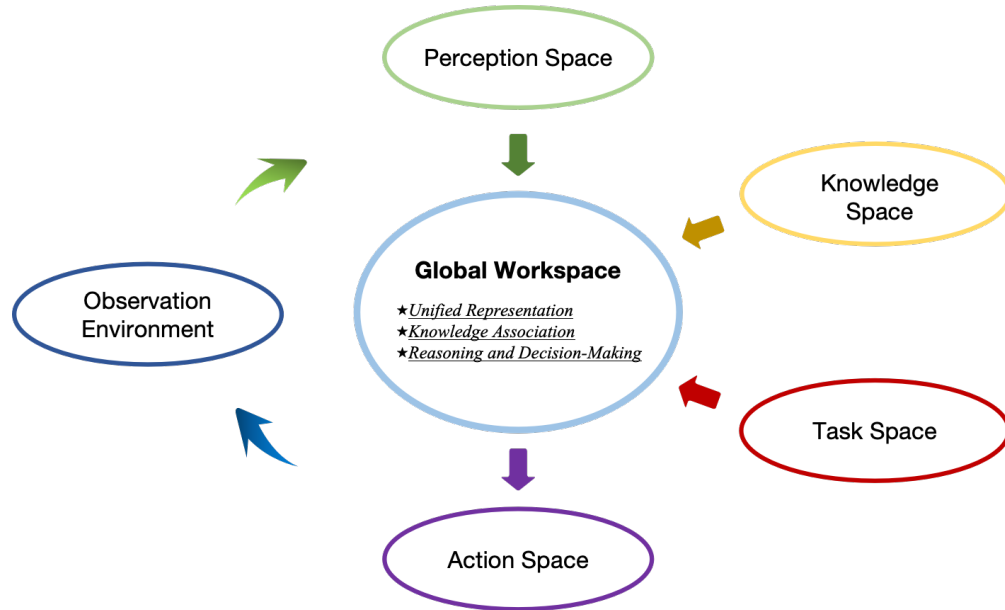 Perception Space
Knowledge
Space
Global Workspace
★Unified Representation
★Knowledge Association
★Reasoning and Decision-Making
Observation
Environment
Task Space
Action Space